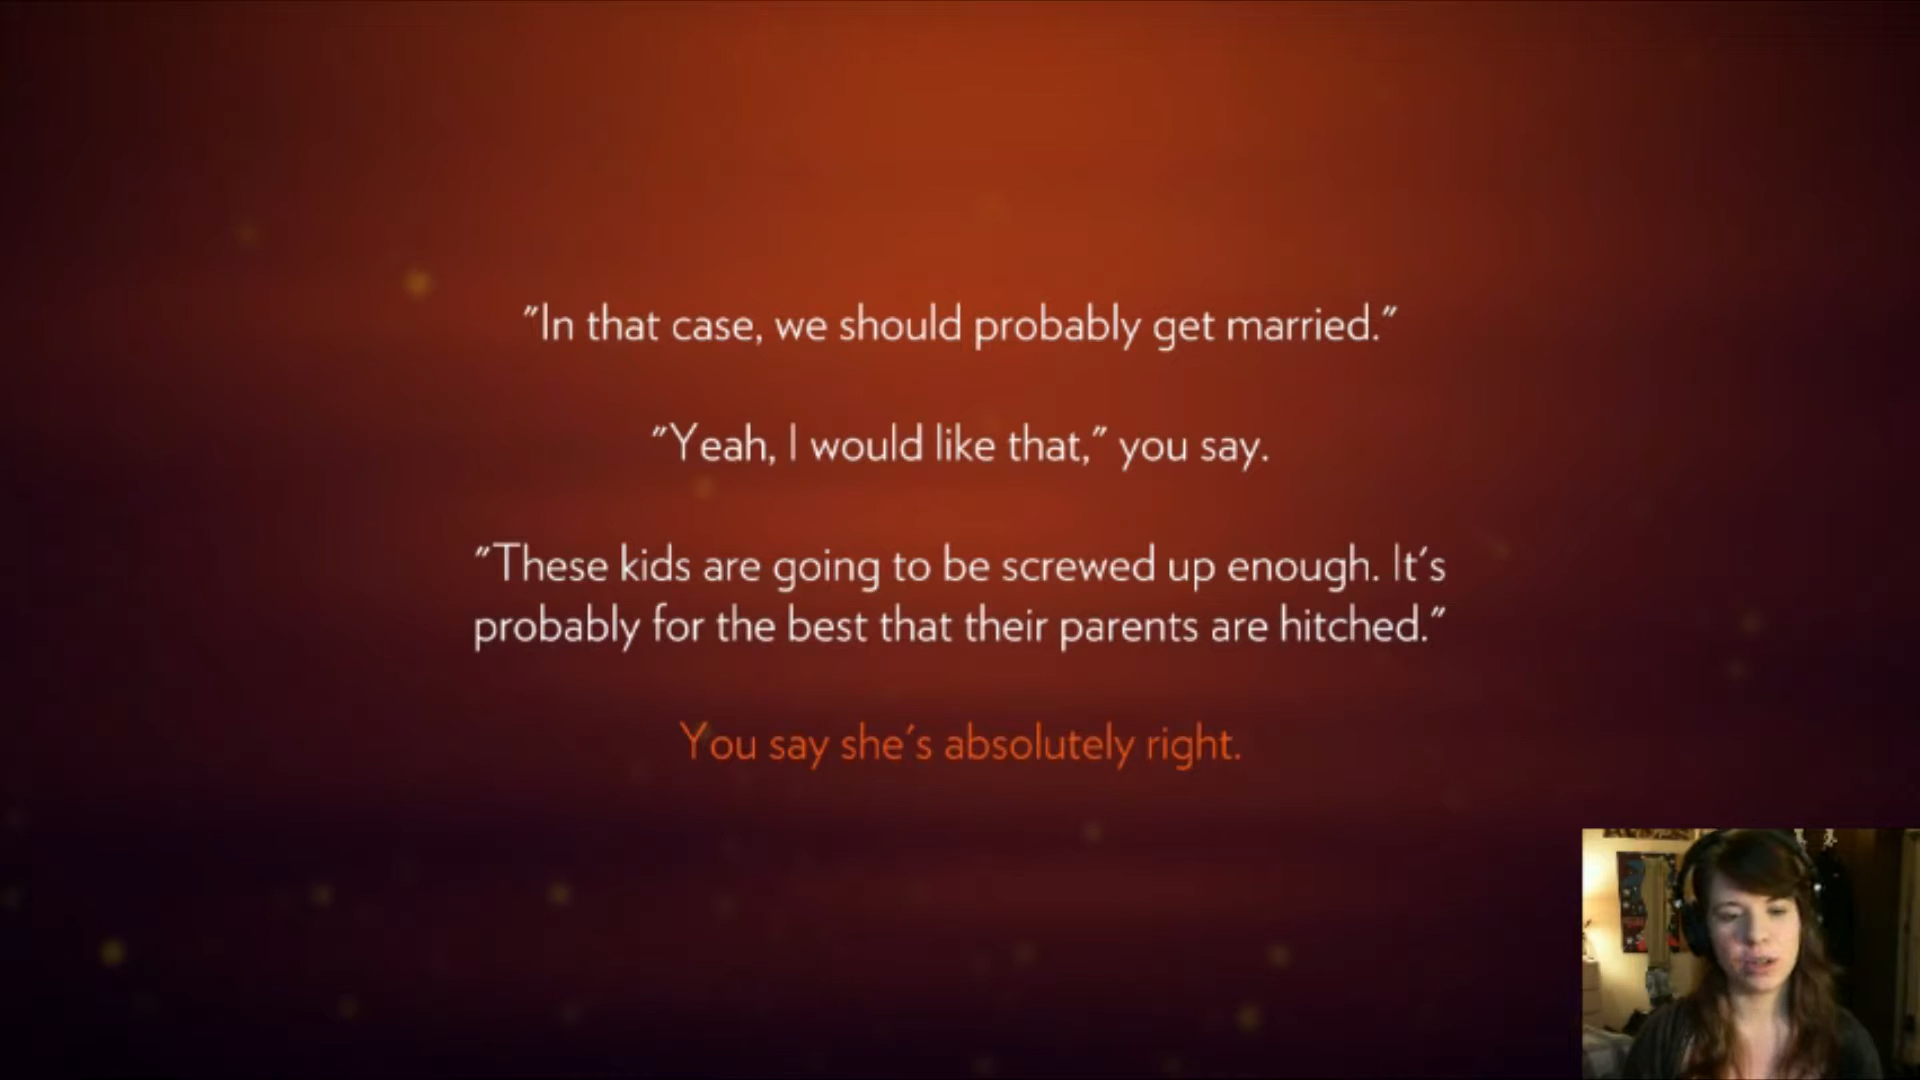 "In that case, we should probably get married."
"Yeah, I would like that," you say.
"These kids are going to be screwed up enough. It's
probably for the best that their parents are hitched."
You say she's absolutely right.